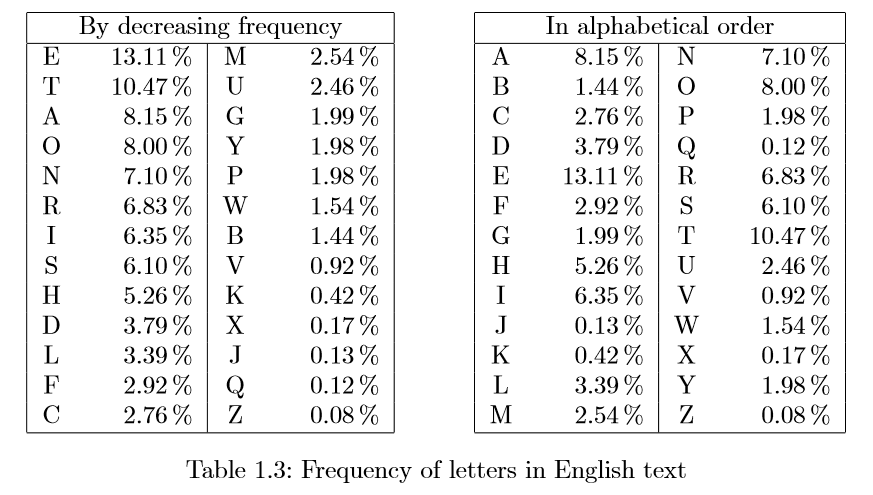 By decreasing frequency
E 13.11 % M 2.54 %
T 10.47 % U 2.46 %
A 8.15 % G 1.99 %
O 8.00 % Y 1.98 %
N 7.10 % P 1.98 %
R 6.83 % W 1.54 %
I 6.35 % B 1.44 %
S 6.10 % V 0.92 %
H 5.26 % K 0.42 %
D 3.79 % X 0.17 %
L 3.39 % J 0.13 %
F 2.92 % Q 0.12 %
C 2.76 % Z 0.08 %
In alphabetical order
A 8.15 % N 7.10 %
B 1.44 % O 8.00 %
C 2.76 % P 1.98 %
D 3.79 % Q 0.12 %
E 13.11 % R 6.83 %
F 2.92 % S 6.10 %
G 1.99 % T 10.47 %
H 5.26 % U 2.46 %
I 6.35 % V 0.92 %
J 0.13 % W 1.54 %
K 0.42 % X 0.17 %
L 3.39 % Y 1.98 %
M 2.54 % Z 0.08 %
Table 1.3: Frequency of letters in English text